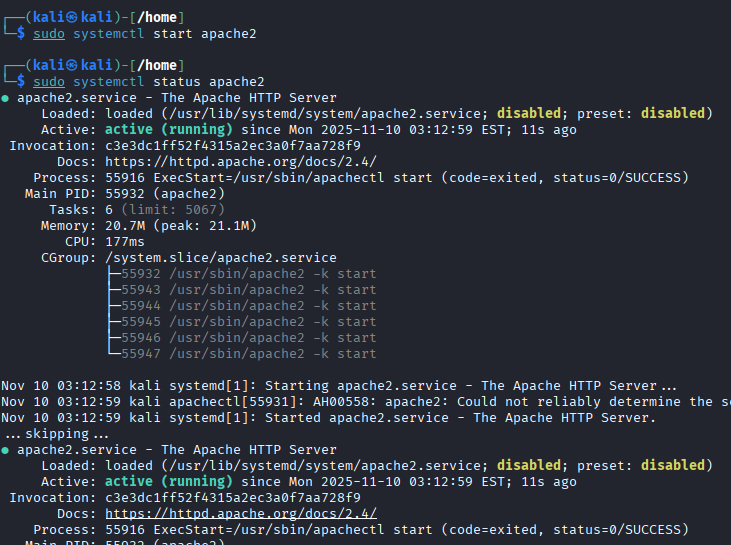 ┌──(kali㉿kali)-[/home]
└─$ sudo systemctl start apache2
┌──(kali㉿kali)-[/home]
└─$ sudo systemctl status apache2
● apache2.service - The Apache HTTP Server
Loaded: loaded (/usr/lib/systemd/system/apache2.service; disabled; preset: disabled)
Active: active (running) since Mon 2025-11-10 03:12:59 EST; 11s ago
Invocation: c3e3dc1ff52f4315a2ec3a0f7aa728f9
Docs: https://httpd.apache.org/docs/2.4/
Process: 55916 ExecStart=/usr/sbin/apachectl start (code=exited, status=0/SUCCESS)
Main PID: 55932 (apache2)
Tasks: 6 (limit: 5067)
Memory: 20.7M (peak: 21.1M)
CPU: 177ms
CGroup: /system.slice/apache2.service
├─55932 /usr/sbin/apache2 -k start
├─55943 /usr/sbin/apache2 -k start
├─55944 /usr/sbin/apache2 -k start
├─55945 /usr/sbin/apache2 -k start
├─55946 /usr/sbin/apache2 -k start
└─55947 /usr/sbin/apache2 -k start
Nov 10 03:12:58 kali systemd[1]: Starting apache2.service - The Apache HTTP Server...
Nov 10 03:12:59 kali apachectl[55931]: AH00558: apache2: Could not reliably determine the
Nov 10 03:12:59 kali systemd[1]: Started apache2.service - The Apache HTTP Server.
...skipping...
● apache2.service - The Apache HTTP Server
Loaded: loaded (/usr/lib/systemd/system/apache2.service; disabled; preset: disabled)
Active: active (running) since Mon 2025-11-10 03:12:59 EST; 11s ago
Invocation: c3e3dc1ff52f4315a2ec3a0f7aa728f9
Docs: https://httpd.apache.org/docs/2.4/
Process: 55916 ExecStart=/usr/sbin/apachectl start (code=exited, status=0/SUCCESS)
Main PID: 55932 (apache2)